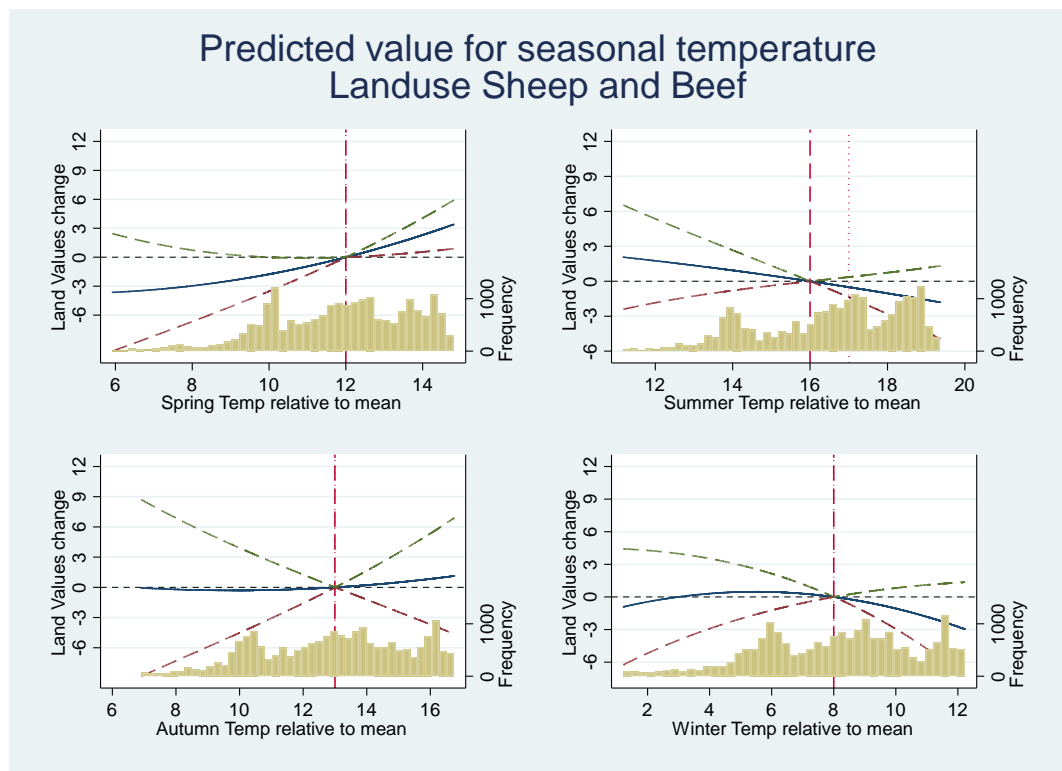 Predicted value for seasonal temperature
Landuse Sheep and Beef
Land Values change
12
9
6
3
0
-3
-6
1000
0
Frequency
6 8 10 12 14
Spring Temp relative to mean
Land Values change
12
9
6
3
0
-3
-6
1000
0
Frequency
12 14 16 18 20
Summer Temp relative to mean
Land Values change
12
9
6
3
0
-3
-6
1000
0
Frequency
6 8 10 12 14 16
Autumn Temp relative to mean
Land Values change
12
9
6
3
0
-3
-6
1000
0
Frequency
2 4 6 8 10 12
Winter Temp relative to mean